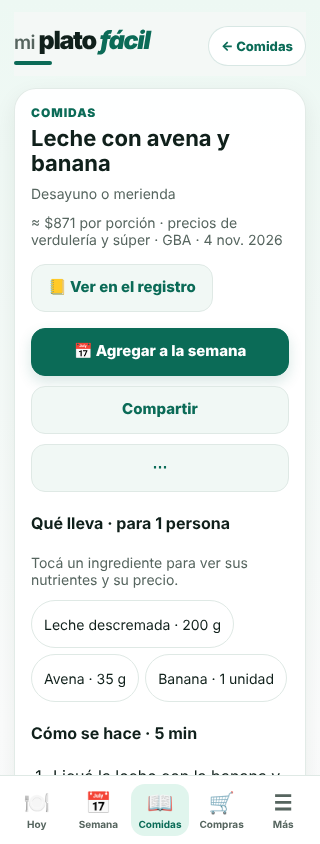 mi plato fácil
← Comidas
COMIDAS
Leche con avena y
banana
Desayuno o merienda
≈ $871 por porción · precios de
verdulería y súper · GBA · 4 nov. 2026
Ver en el registro
Agregar a la semana
Compartir
...
Qué lleva · para 1 persona
Tocá un ingrediente para ver sus
nutrientes y su precio.
Leche descremada · 200 g
Avena · 35 g
Banana · 1 unidad
Cómo se hace · 5 min
Hoy
Semana
Comidas
Compras
Más